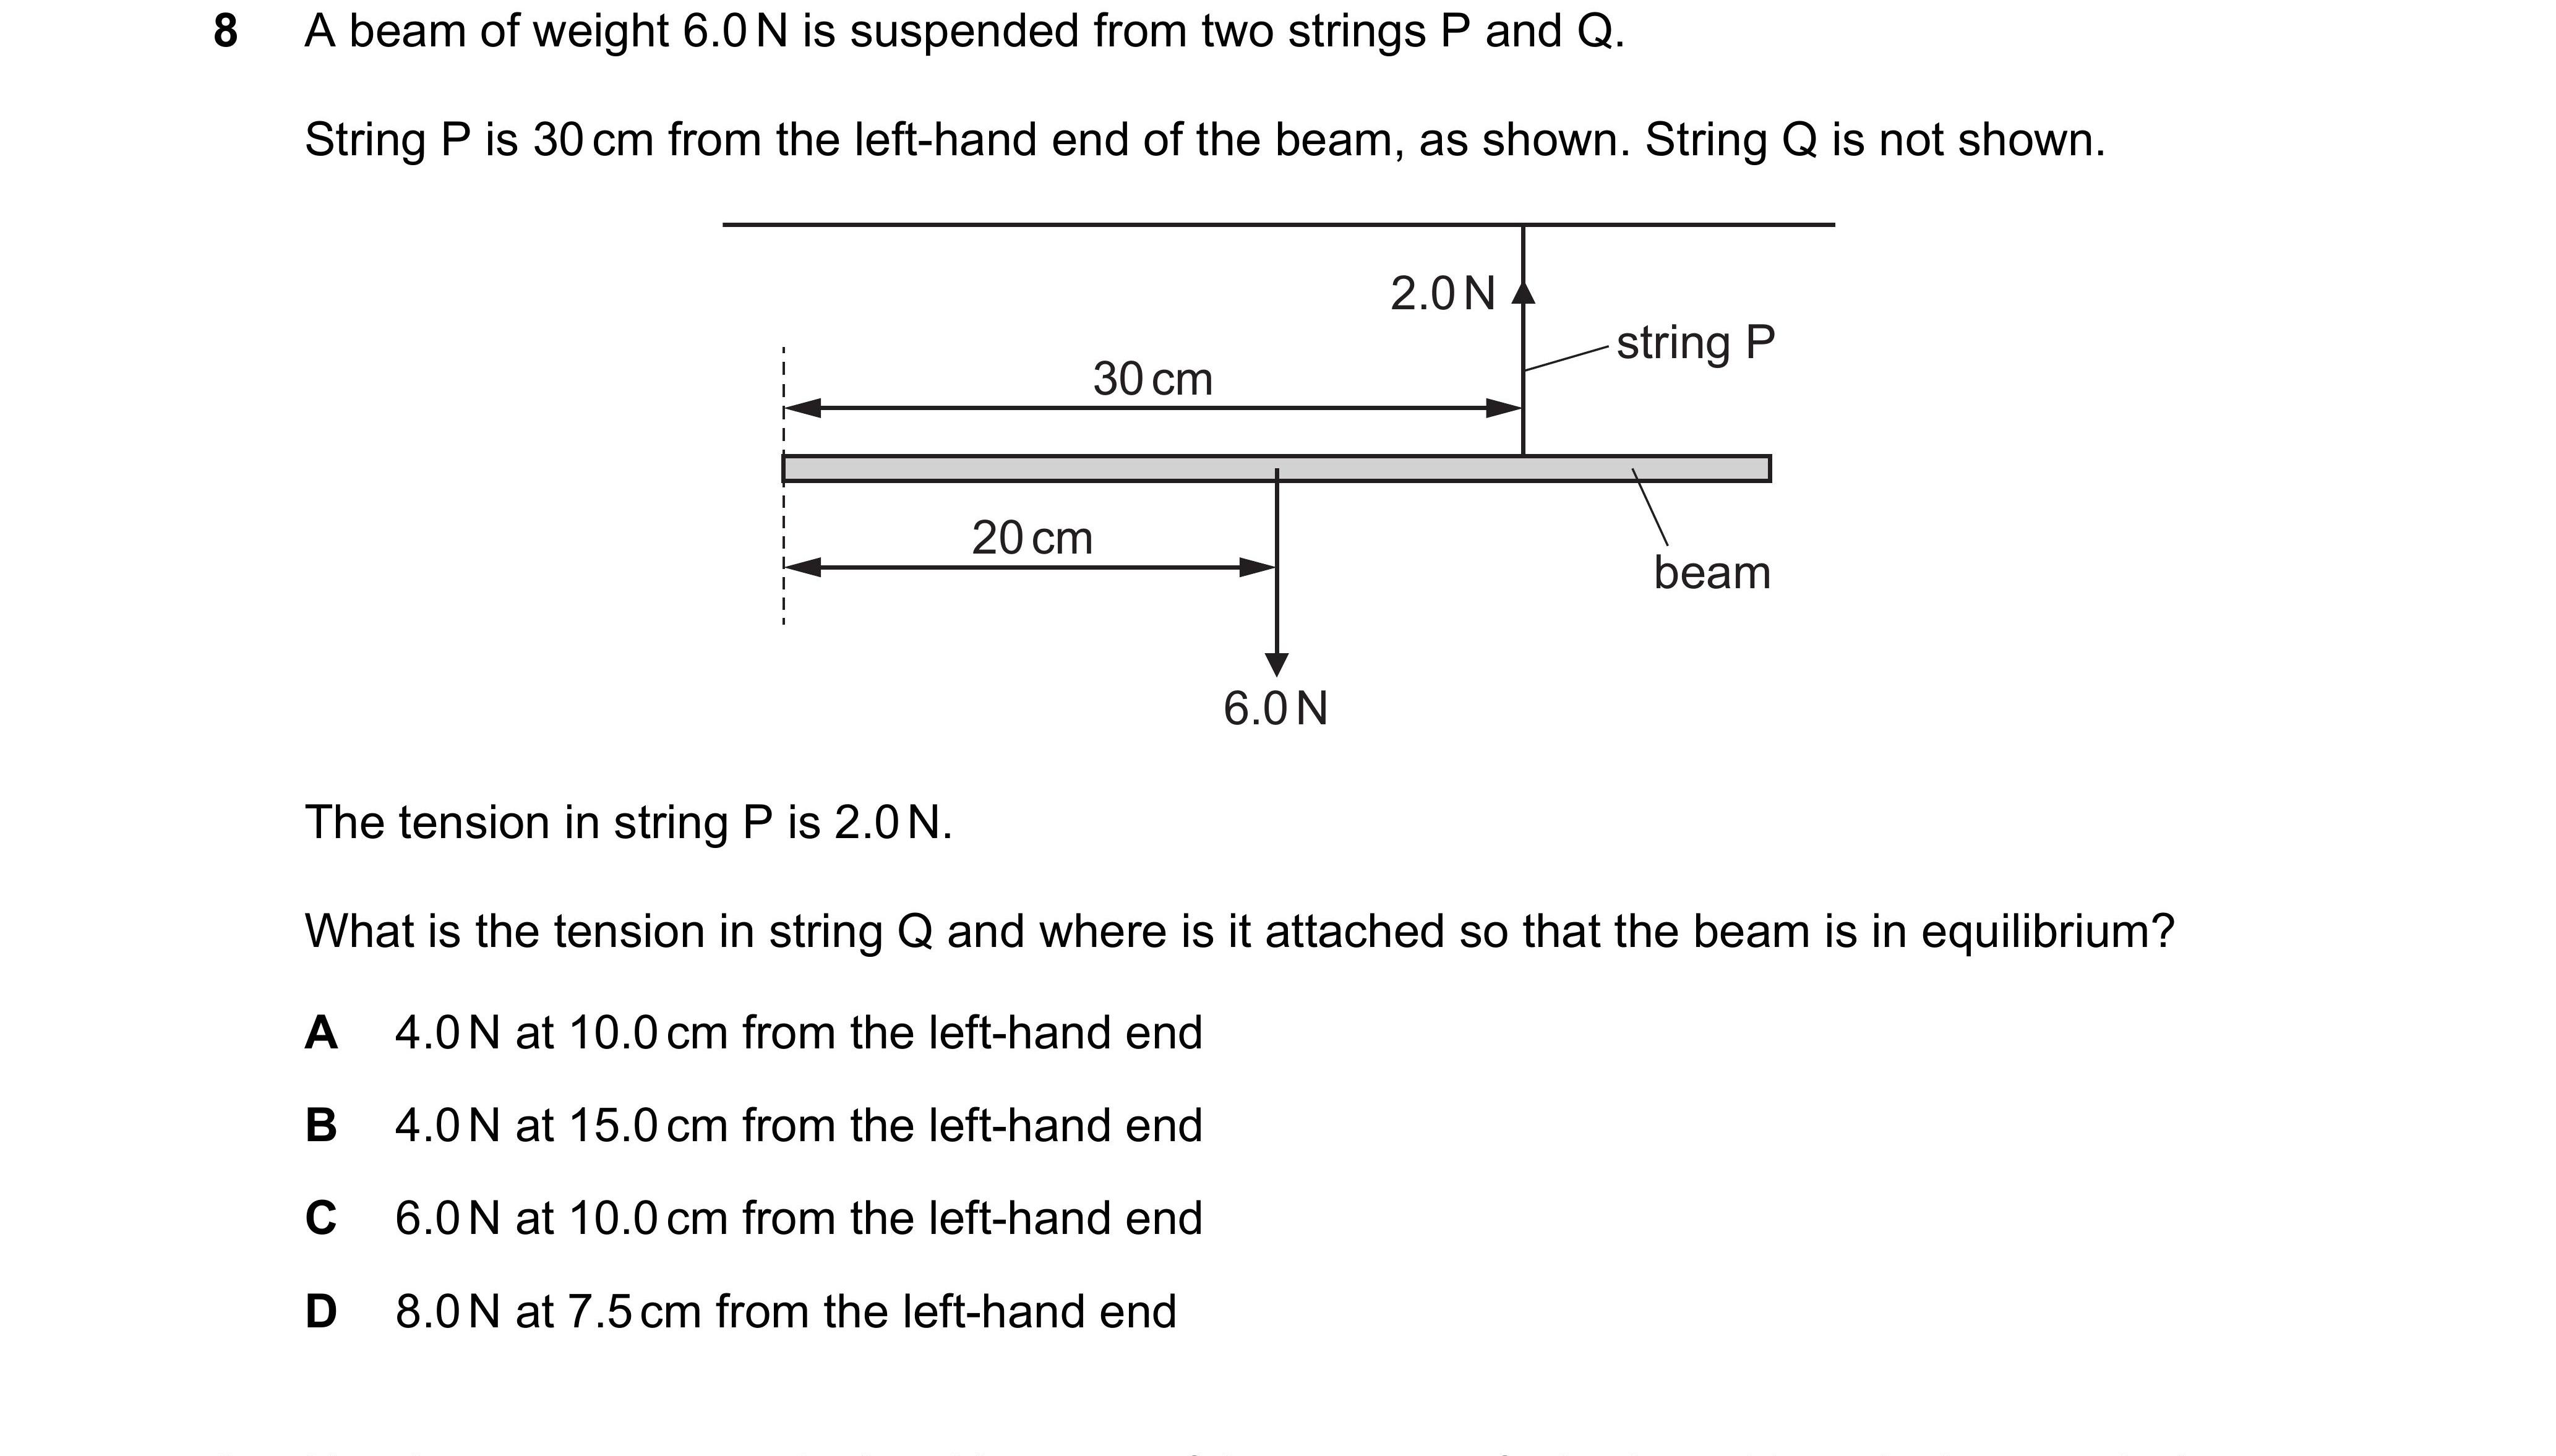 8 A beam of weight 6.0 N is suspended from two strings P and Q.
String P is 30 cm from the left-hand end of the beam, as shown. String Q is not shown.
2.0 N
string P
30 cm
20 cm
beam
6.0 N
The tension in string P is 2.0 N.
What is the tension in string Q and where is it attached so that the beam is in equilibrium?
A 4.0 N at 10.0 cm from the left-hand end
B 4.0 N at 15.0 cm from the left-hand end
C 6.0 N at 10.0 cm from the left-hand end
D 8.0 N at 7.5 cm from the left-hand end